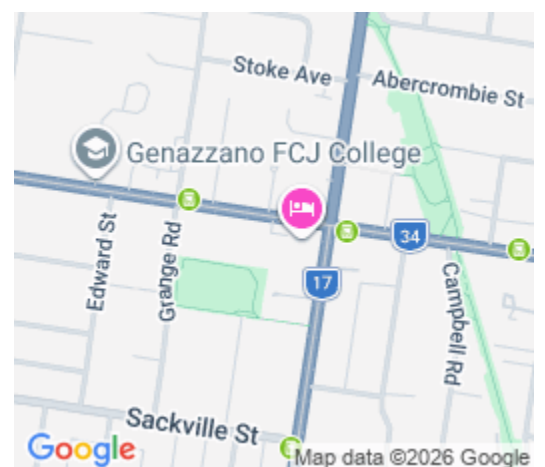 Stoke Ave
Abercrombie St
Genazzano FCJ College
34
Edward St
Grange Rd
17
Campbell Rd
Sackville St
Google
Map data ©2026 Google